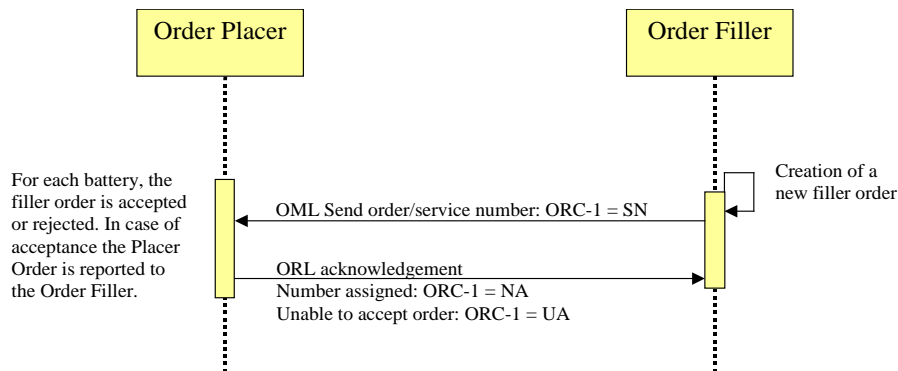 Order Placer
Order Filler
For each battery, the
filler order is accepted
or rejected. In case of
acceptance the Placer
Order is reported to
the Order Filler.
Creation of a
new filler order
OML Send order/service number: ORC-1 = SN
ORL acknowledgement
Number assigned: ORC-1 = NA
Unable to accept order: ORC-1 = UA